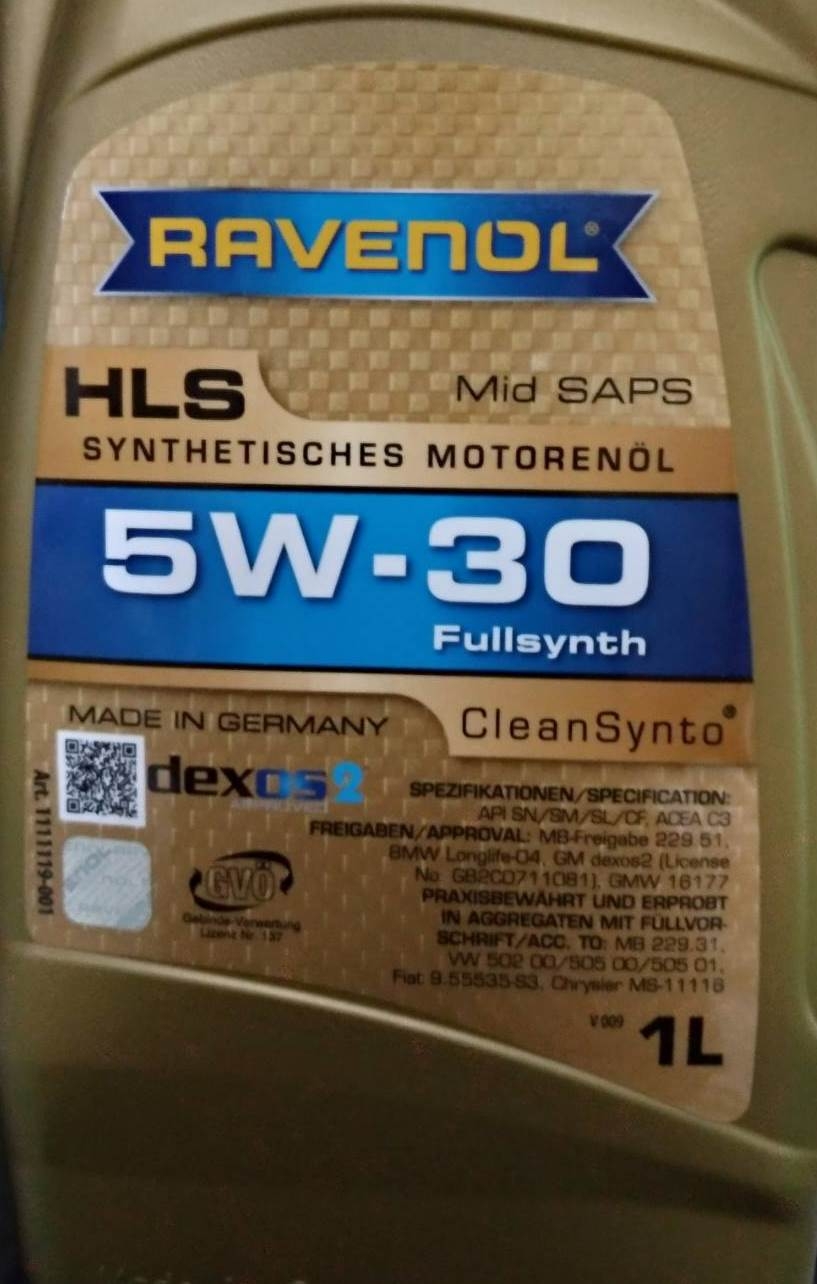 RAVENOL®
HLS
Mid SAPS
SYNTHETISCHES MOTORENÖL
5W-30
Fullsynth
MADE IN GERMANY
CleanSynto®
dexos2
Art. 1111119-001
GVÖ
Gebinde-Verwertung
Lizenz Nr. 137
SPEZIFIKATIONEN/SPECIFICATION:
API SN/SM/SL/CF, ACEA C3
FREIGABEN/APPROVAL: MB-Freigabe 229.51,
BMW Longlife-04, GM dexos2 (License
No. GB2C0711081), GMW 16177
PRAXISBEWÄHRT UND ERPROBT
IN AGGREGATEN MIT FÜLLVOR-
SCHRIFT/ACC. TO: MB 229.31,
VW 502 00/505 00/505 01,
Fiat 9.55535-S3, Chrysler MS-11116
V 009
1L